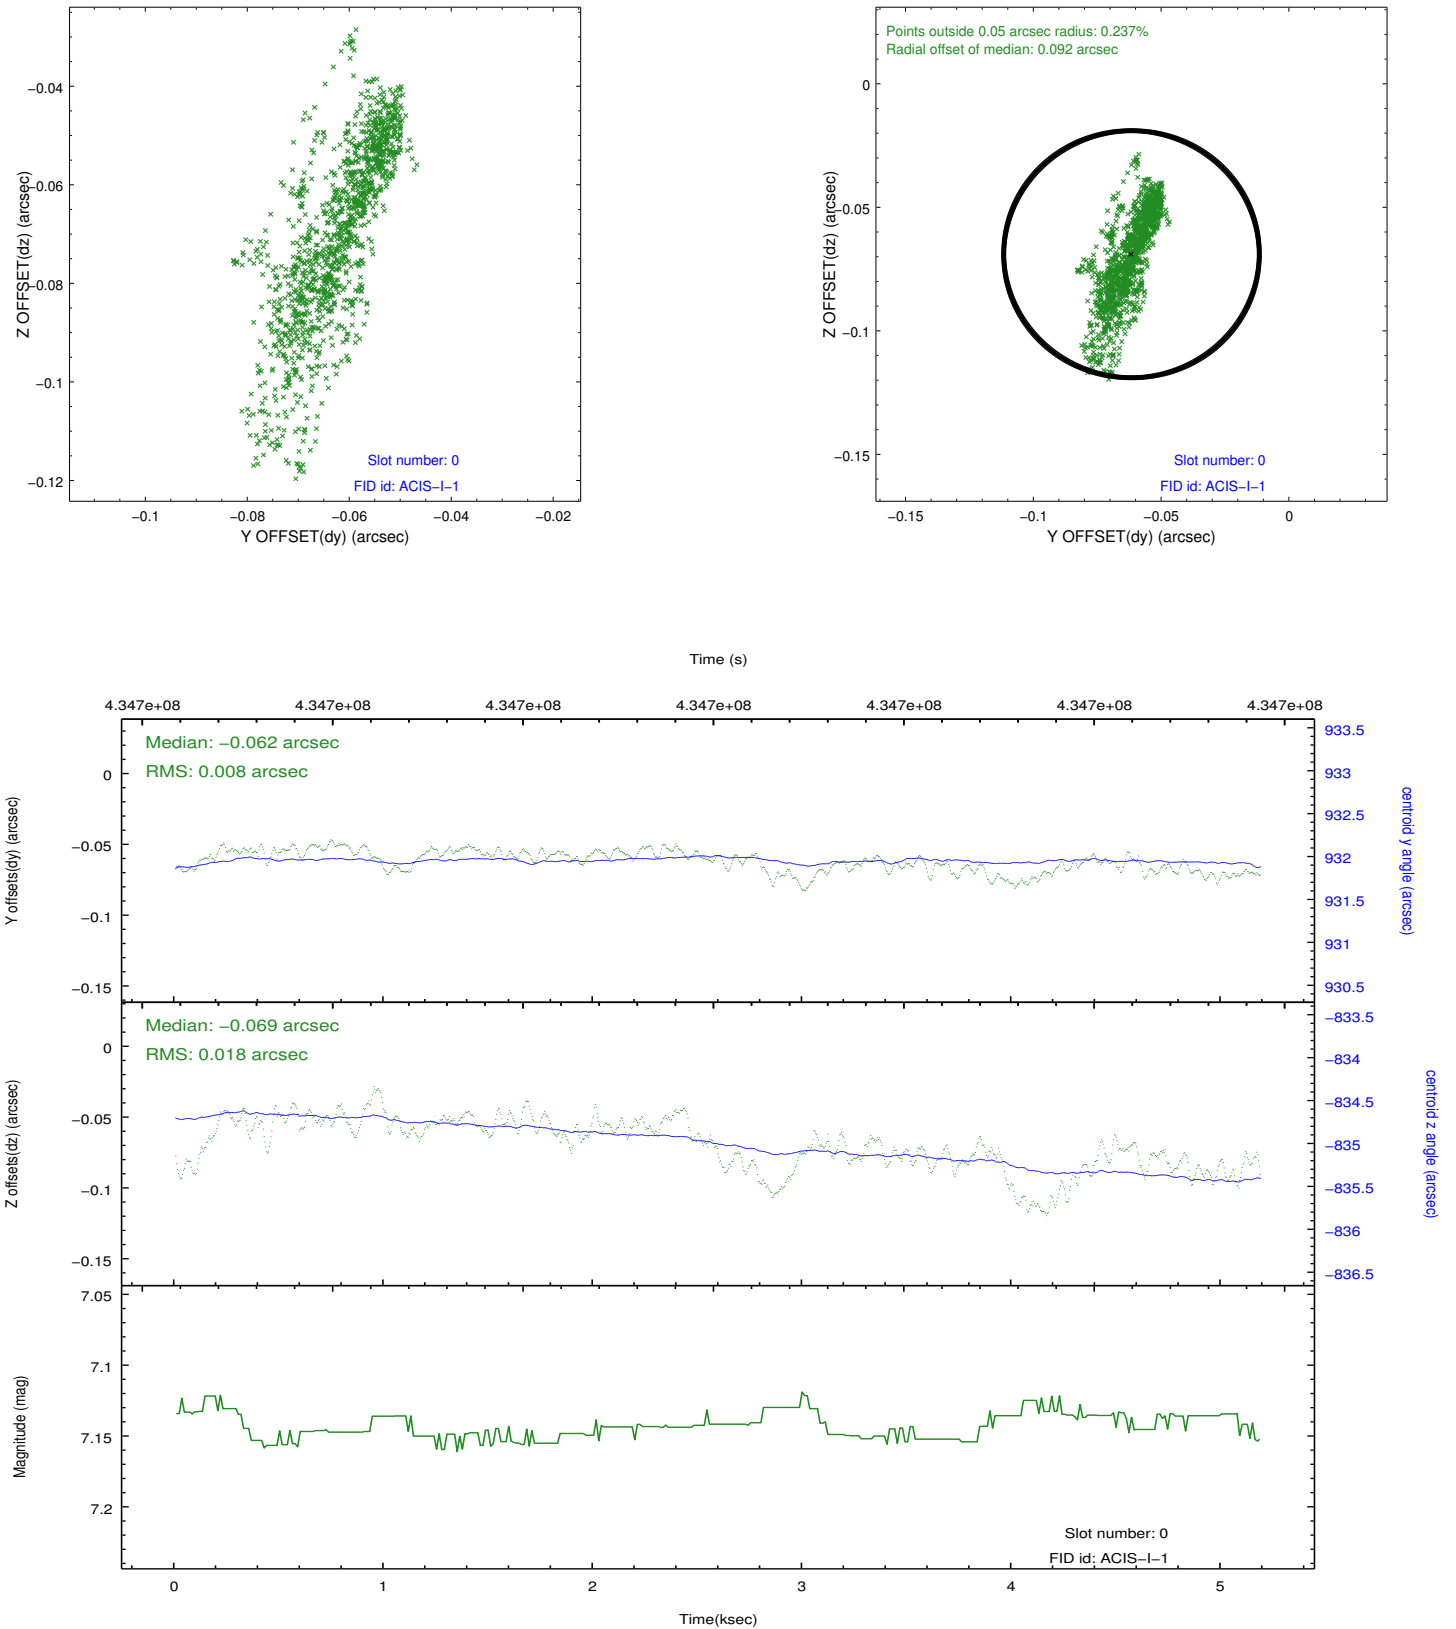 −0.04
−0.06
−0.08
−0.1
−0.12
Z OFFSET(dz) (arcsec)
Slot number: 0
FID id: ACIS−I−1
−0.1
−0.08
−0.06
−0.04
−0.02
Y OFFSET(dy) (arcsec)
Points outside 0.05 arcsec radius: 0.237%
Radial offset of median: 0.092 arcsec
0
−0.05
−0.1
−0.15
Z OFFSET(dz) (arcsec)
Slot number: 0
FID id: ACIS−I−1
−0.15
−0.1
−0.05
0
Y OFFSET(dy) (arcsec)
Time (s)
4.347e+08
4.347e+08
4.347e+08
4.347e+08
4.347e+08
4.347e+08
4.347e+08
Median: −0.062 arcsec
RMS: 0.008 arcsec
0
−0.05
−0.1
−0.15
Y offsets(dy) (arcsec)
933.5
933
932.5
932
931.5
931
930.5
centroid y angle (arcsec)
Median: −0.069 arcsec
RMS: 0.018 arcsec
0
−0.05
−0.1
−0.15
Z offsets(dz) (arcsec)
−833.5
−834
−834.5
−835
−835.5
−836
−836.5
centroid z angle (arcsec)
7.05
7.1
7.15
7.2
Magnitude (mag)
Slot number: 0
FID id: ACIS−I−1
0
1
2
3
4
5
Time(ksec)